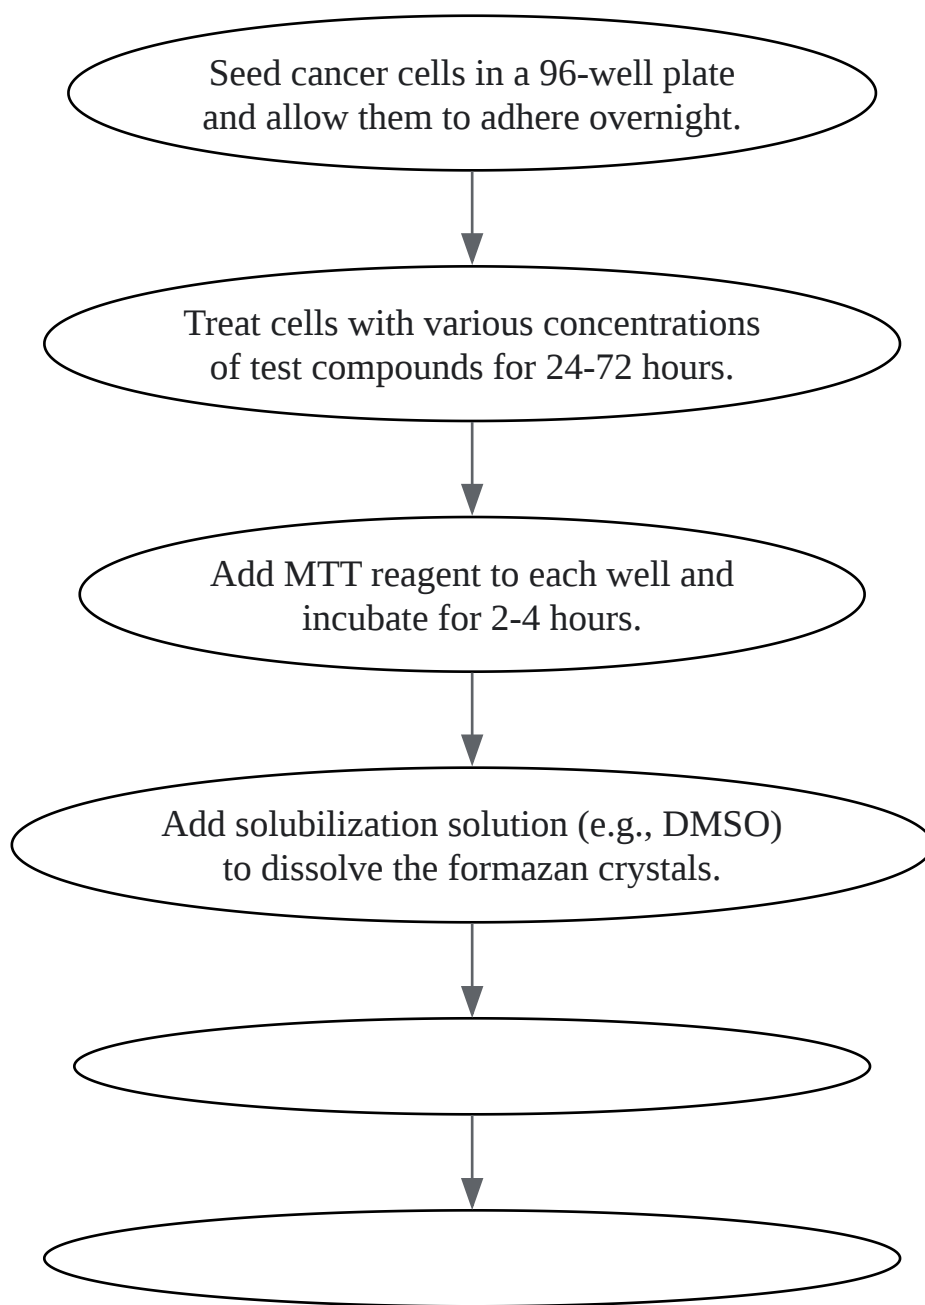 Seed cancer cells in a 96-well plate
and allow them to adhere overnight.
Treat cells with various concentrations
of test compounds for 24-72 hours.
Add MTT reagent to each well and
incubate for 2-4 hours.
Add solubilization solution (e.g., DMSO)
to dissolve the formazan crystals.